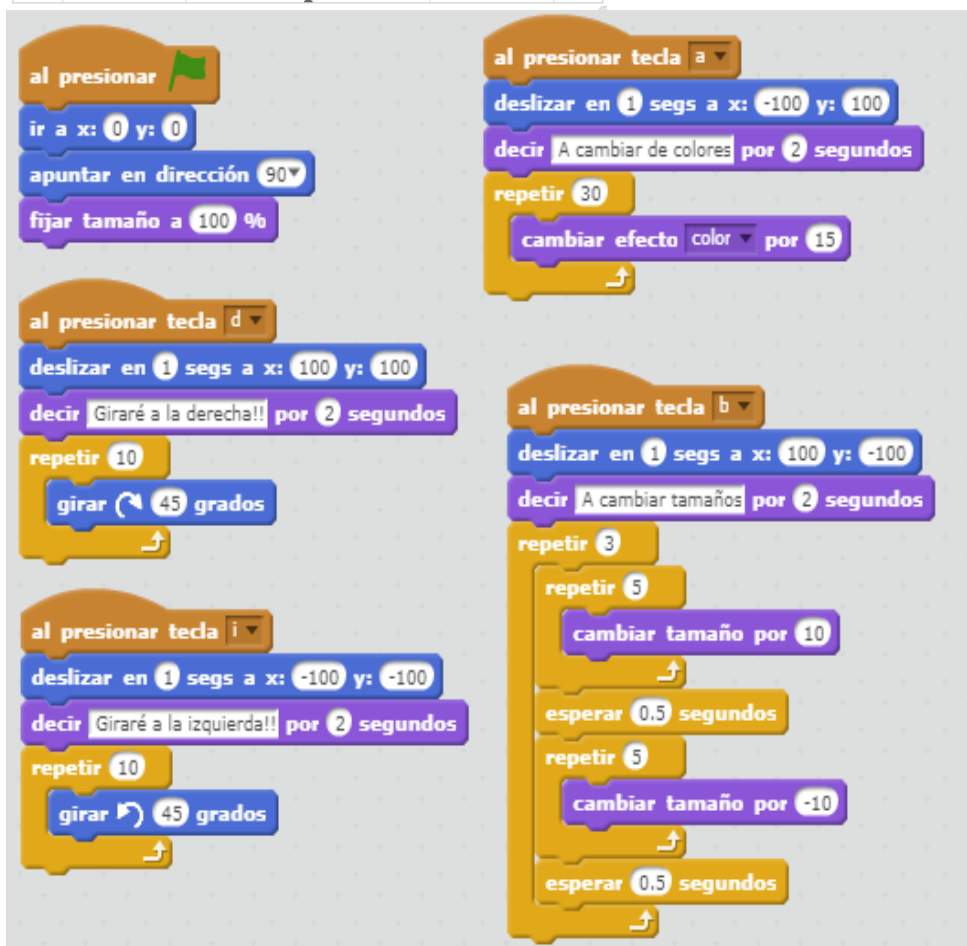 al presionar
ir a x: 0 y: 0
apuntar en dirección 90
fijar tamaño a 100 %
al presionar tecla d
deslizar en 1 segs a x: 100 y: 100
decir Giraré a la derecha!! por 2 segundos
repetir 10
girar 45 grados
al presionar tecla i
deslizar en 1 segs a x: -100 y: -100
decir Giraré a la izquierda!! por 2 segundos
repetir 10
girar 45 grados
al presionar tecla a
deslizar en 1 segs a x: -100 y: 100
decir A cambiar de colores por 2 segundos
repetir 30
cambiar efecto color por 15
al presionar tecla b
deslizar en 1 segs a x: 100 y: -100
decir A cambiar tamaños por 2 segundos
repetir 3
repetir 5
cambiar tamaño por 10
esperar 0.5 segundos
repetir 5
cambiar tamaño por -10
esperar 0.5 segundos